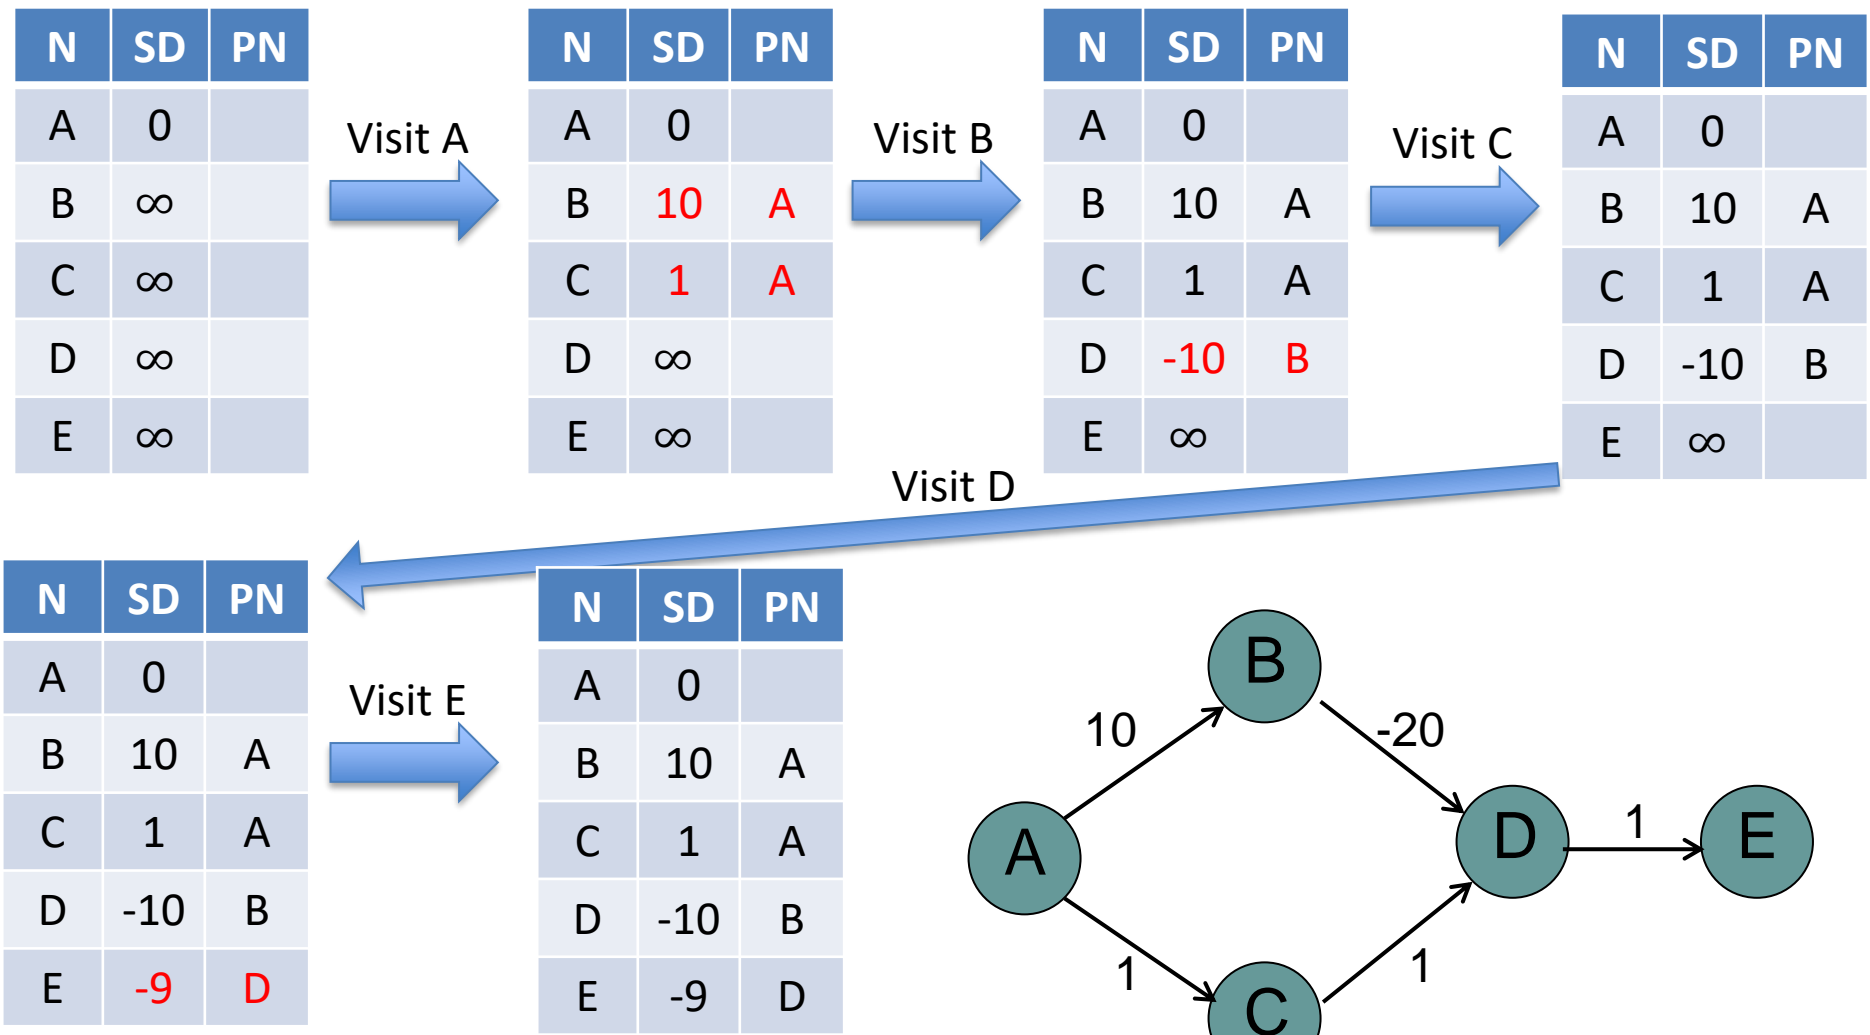 N SD PN
A 0
B ∞
C ∞
D ∞
E ∞
Visit A
N SD PN
A 0
B 10 A
C 1 A
D ∞
E ∞
Visit B
N SD PN
A 0
B 10 A
C 1 A
D -10 B
E ∞
Visit C
N SD PN
A 0
B 10 A
C 1 A
D -10 B
E ∞
Visit D
N SD PN
A 0
B 10 A
C 1 A
D -10 B
E -9 D
Visit E
N SD PN
A 0
B 10 A
C 1 A
D -10 B
E -9 D
B
10
-20
A
D
1
E
1
1
C